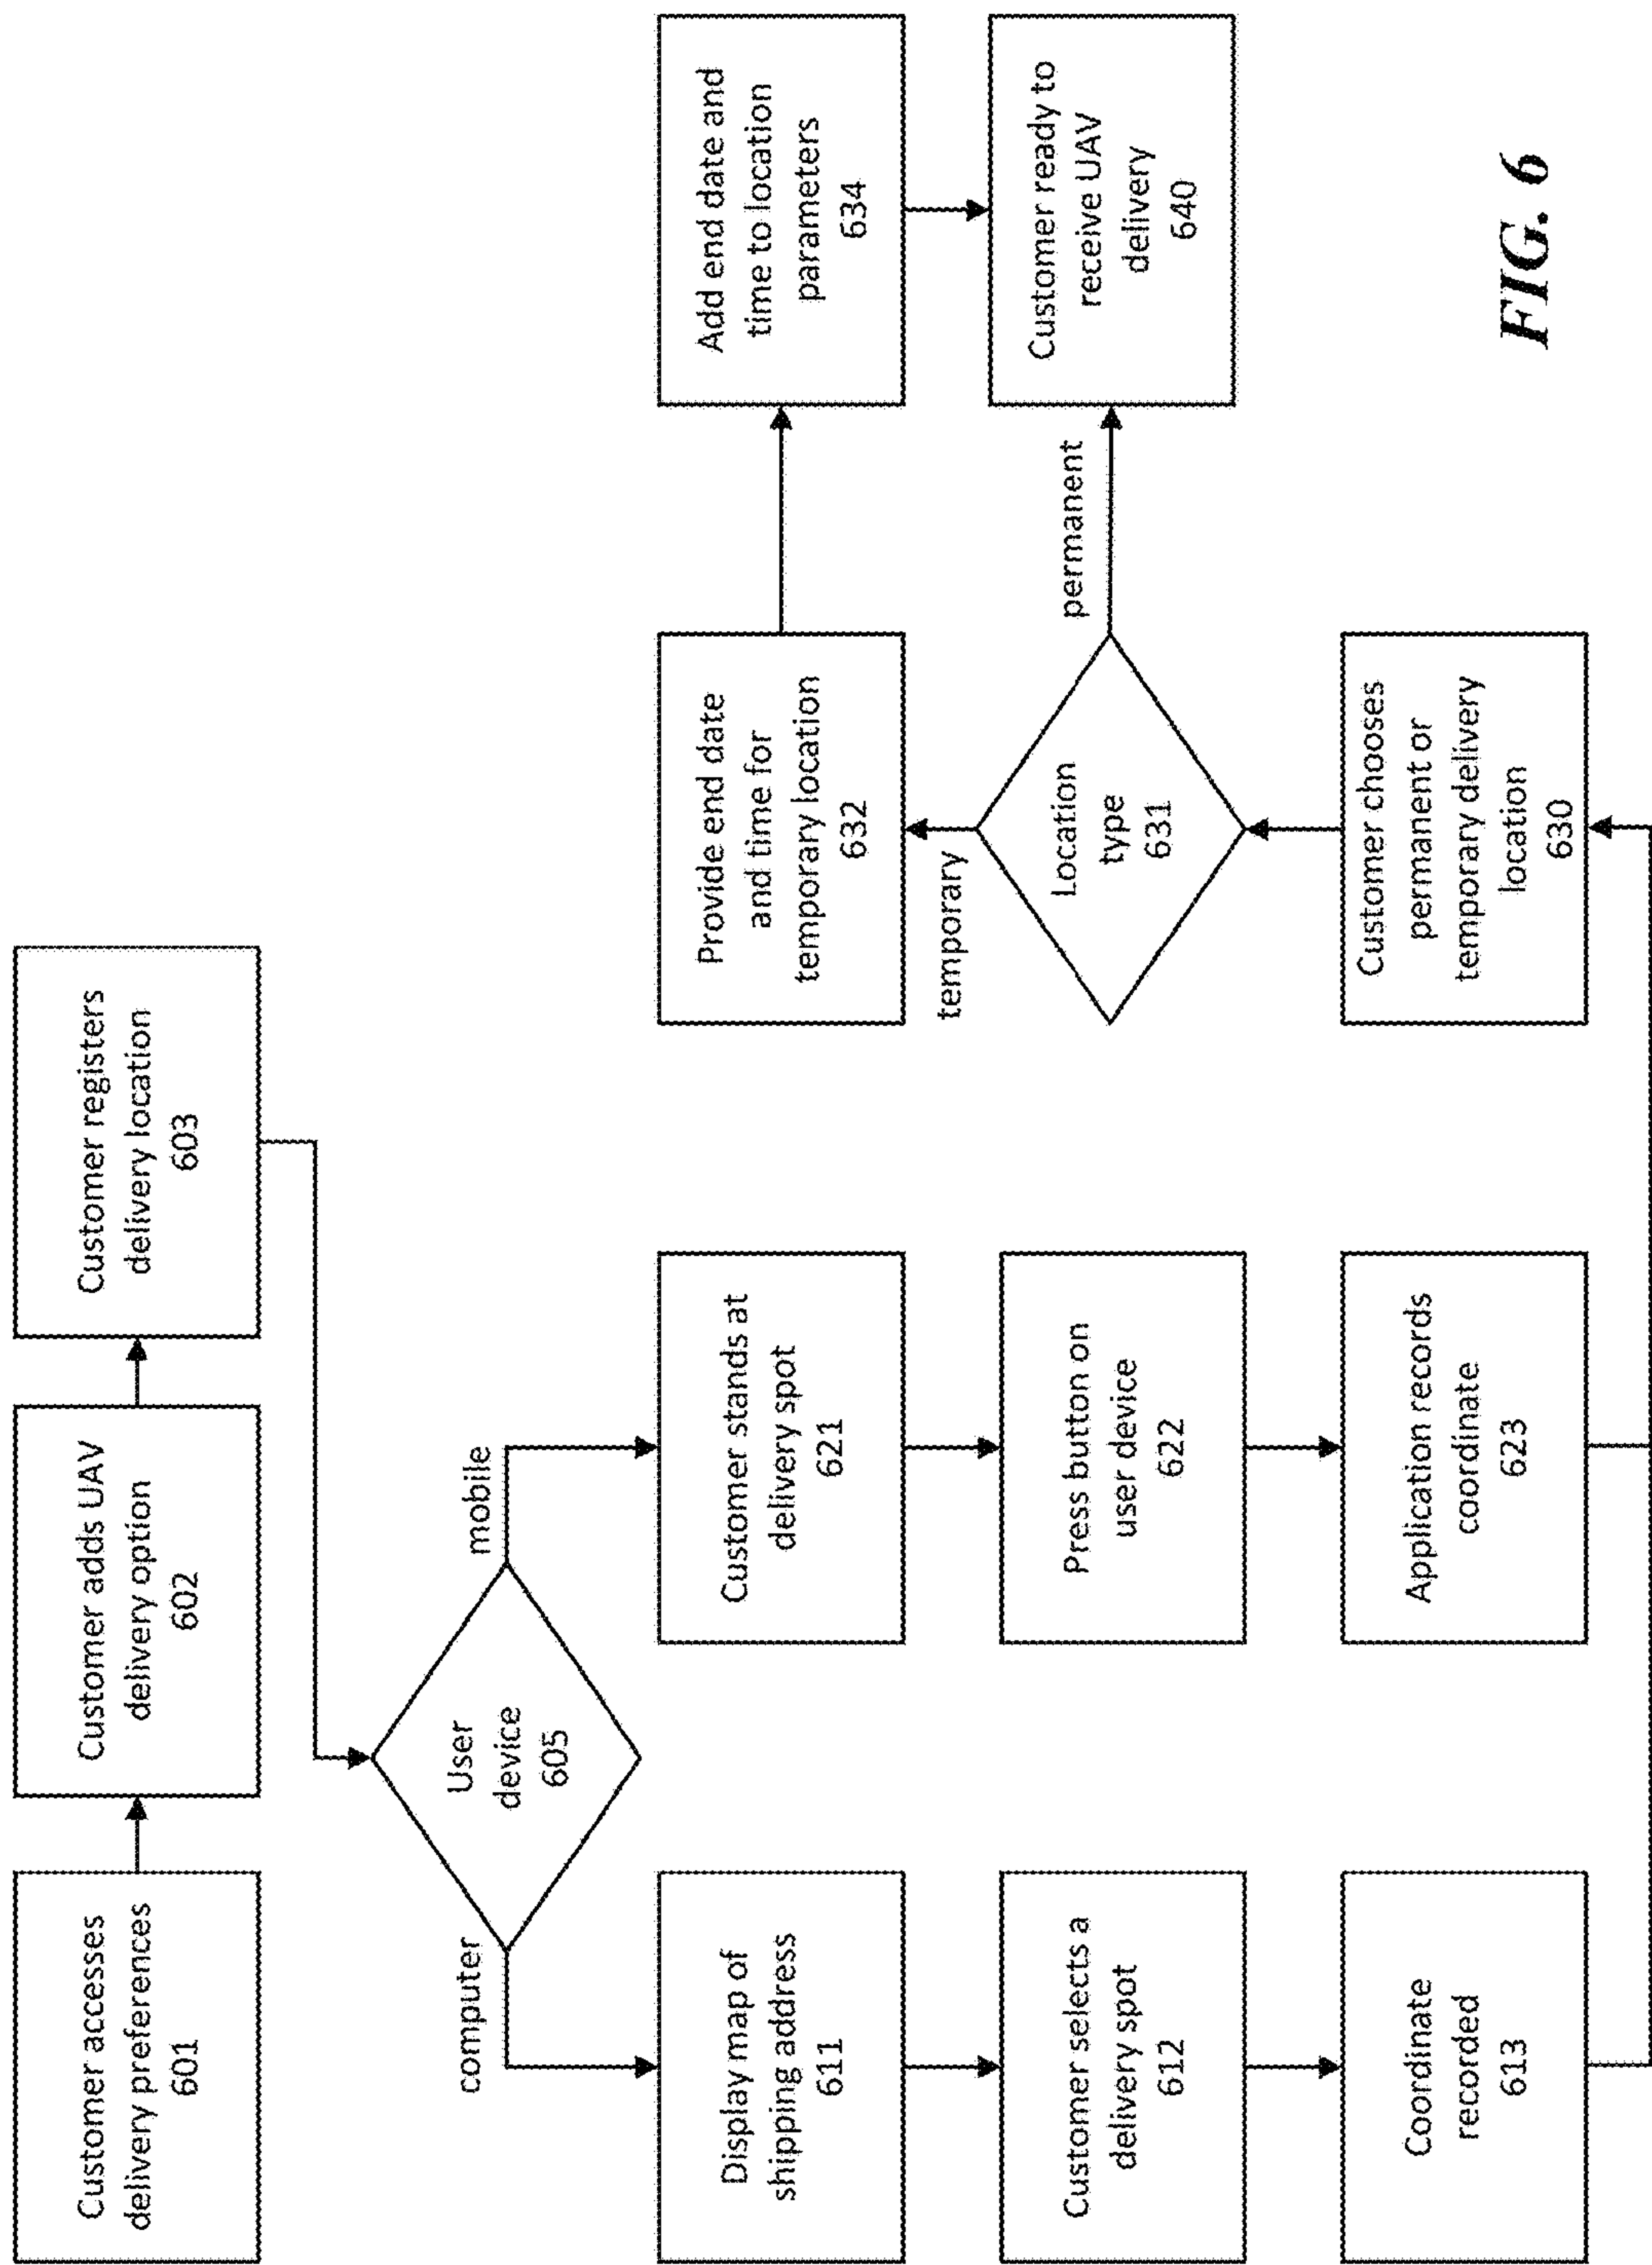 Customer accesses
delivery preferences
601
Customer adds UAV
delivery option
602
Customer registers
delivery location
603
User
device
605
computer
mobile
Display map of
shipping address
611
Customer selects a
delivery spot
612
Coordinate
recorded
613
Customer stands at
delivery spot
621
Press button on
user device
622
Application records
coordinate
623
Customer chooses
permanent or
temporary delivery
location
630
Location
type
631
temporary
permanent
Provide end date
and time for
temporary location
632
Add end date and
time to location
parameters
634
Customer ready to
receive UAV
delivery
640
FIG. 6